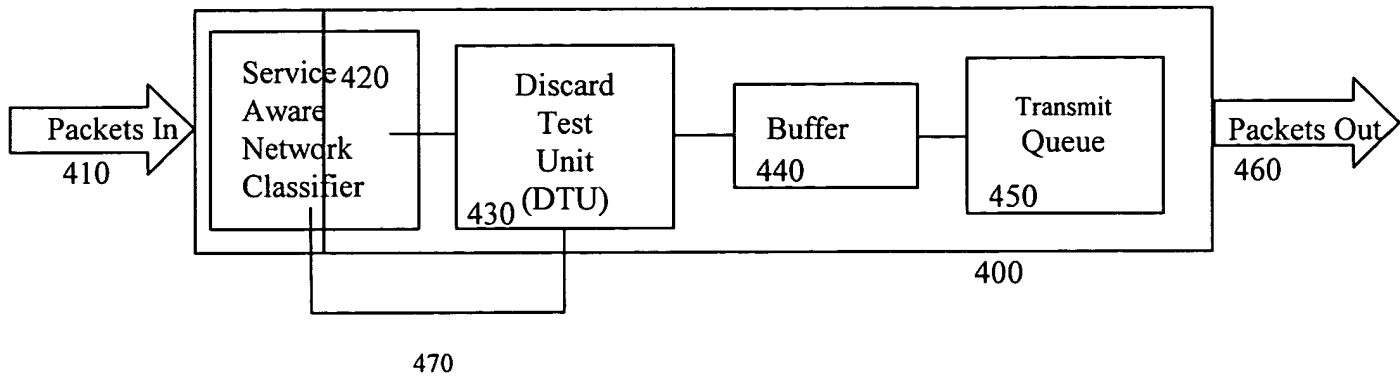 Packets In
410
Service
Aware
Network
Classifier
420
Discard
Test
Unit
(DTU)
430
Buffer
440
Transmit
Queue
450
Packets Out
460
400
470